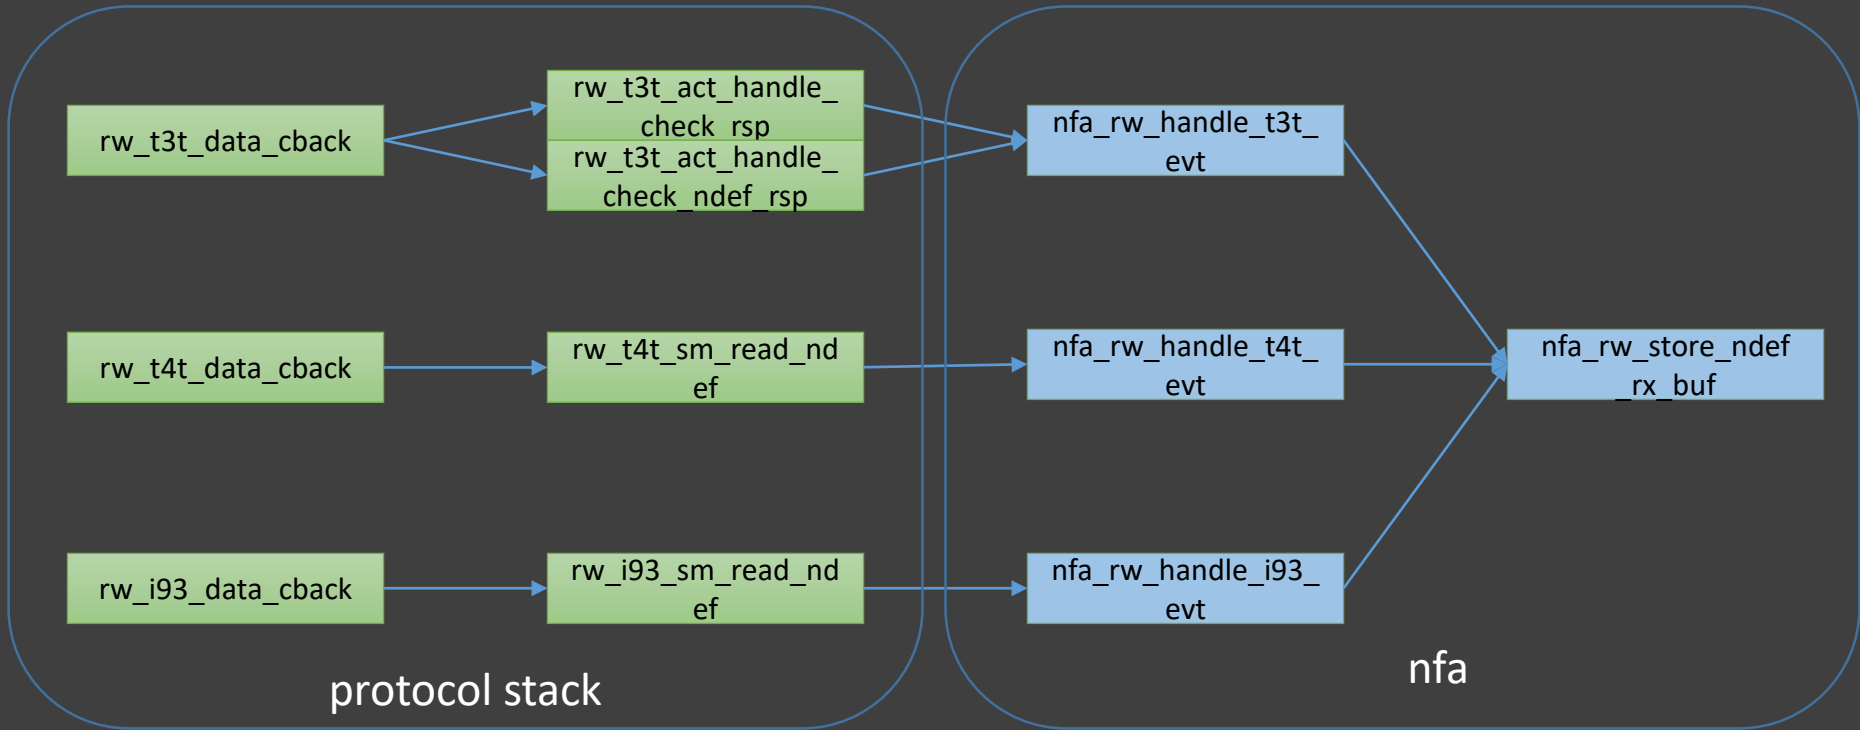 rw_t3t_data_cback
rw_t3t_act_handle_
check_rsp
rw_t3t_act_handle_
check_ndef_rsp
nfa_rw_handle_t3t_
evt
rw_t4t_data_cback
rw_t4t_sm_read_nd
ef
nfa_rw_handle_t4t_
evt
nfa_rw_store_ndef
_rx_buf
rw_i93_data_cback
rw_i93_sm_read_nd
ef
nfa_rw_handle_i93_
evt
protocol stack
nfa